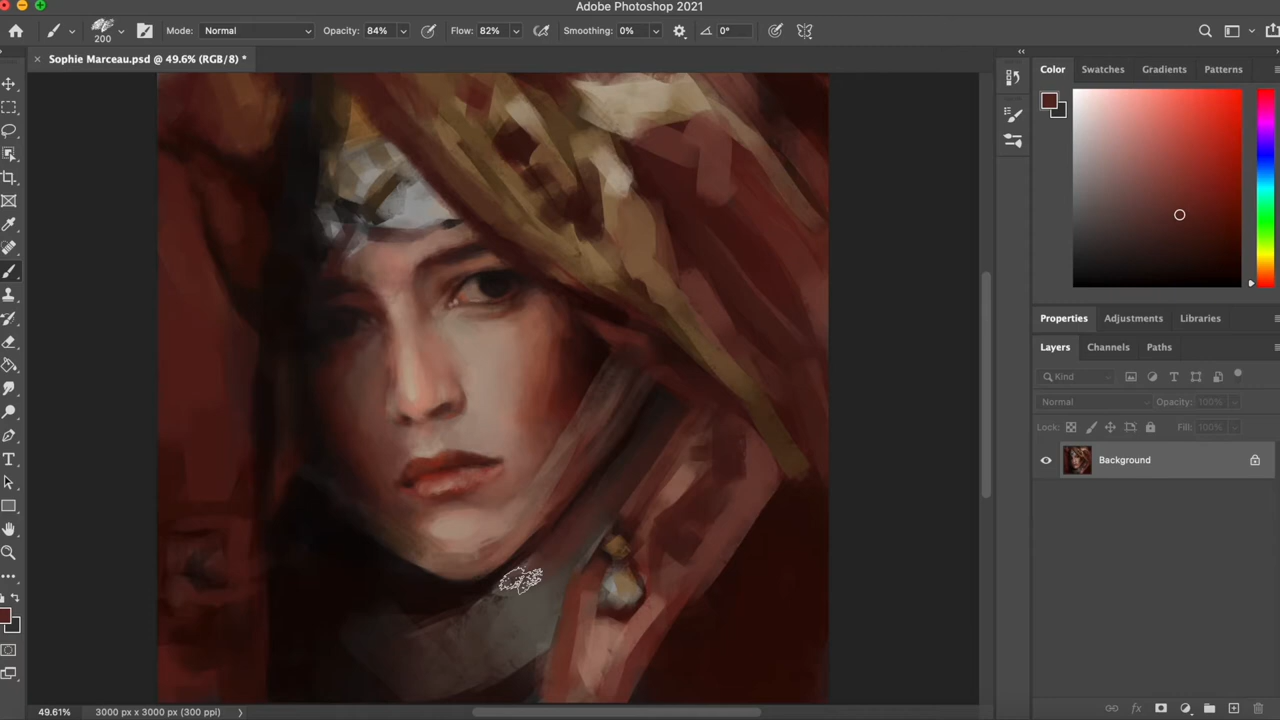 Adobe Photoshop 2021
200
Mode: Normal Opacity: 84% Flow: 82% Smoothing: 0% 0°
Sophie Marceau.psd @ 49.6% (RGB/8) *
Color Swatches Gradients Patterns
Properties Adjustments Libraries
Layers Channels Paths
Kind
Normal Opacity: 100%
Lock: Fill: 100%
Background
49.61% 3000 px x 3000 px (300 ppi)